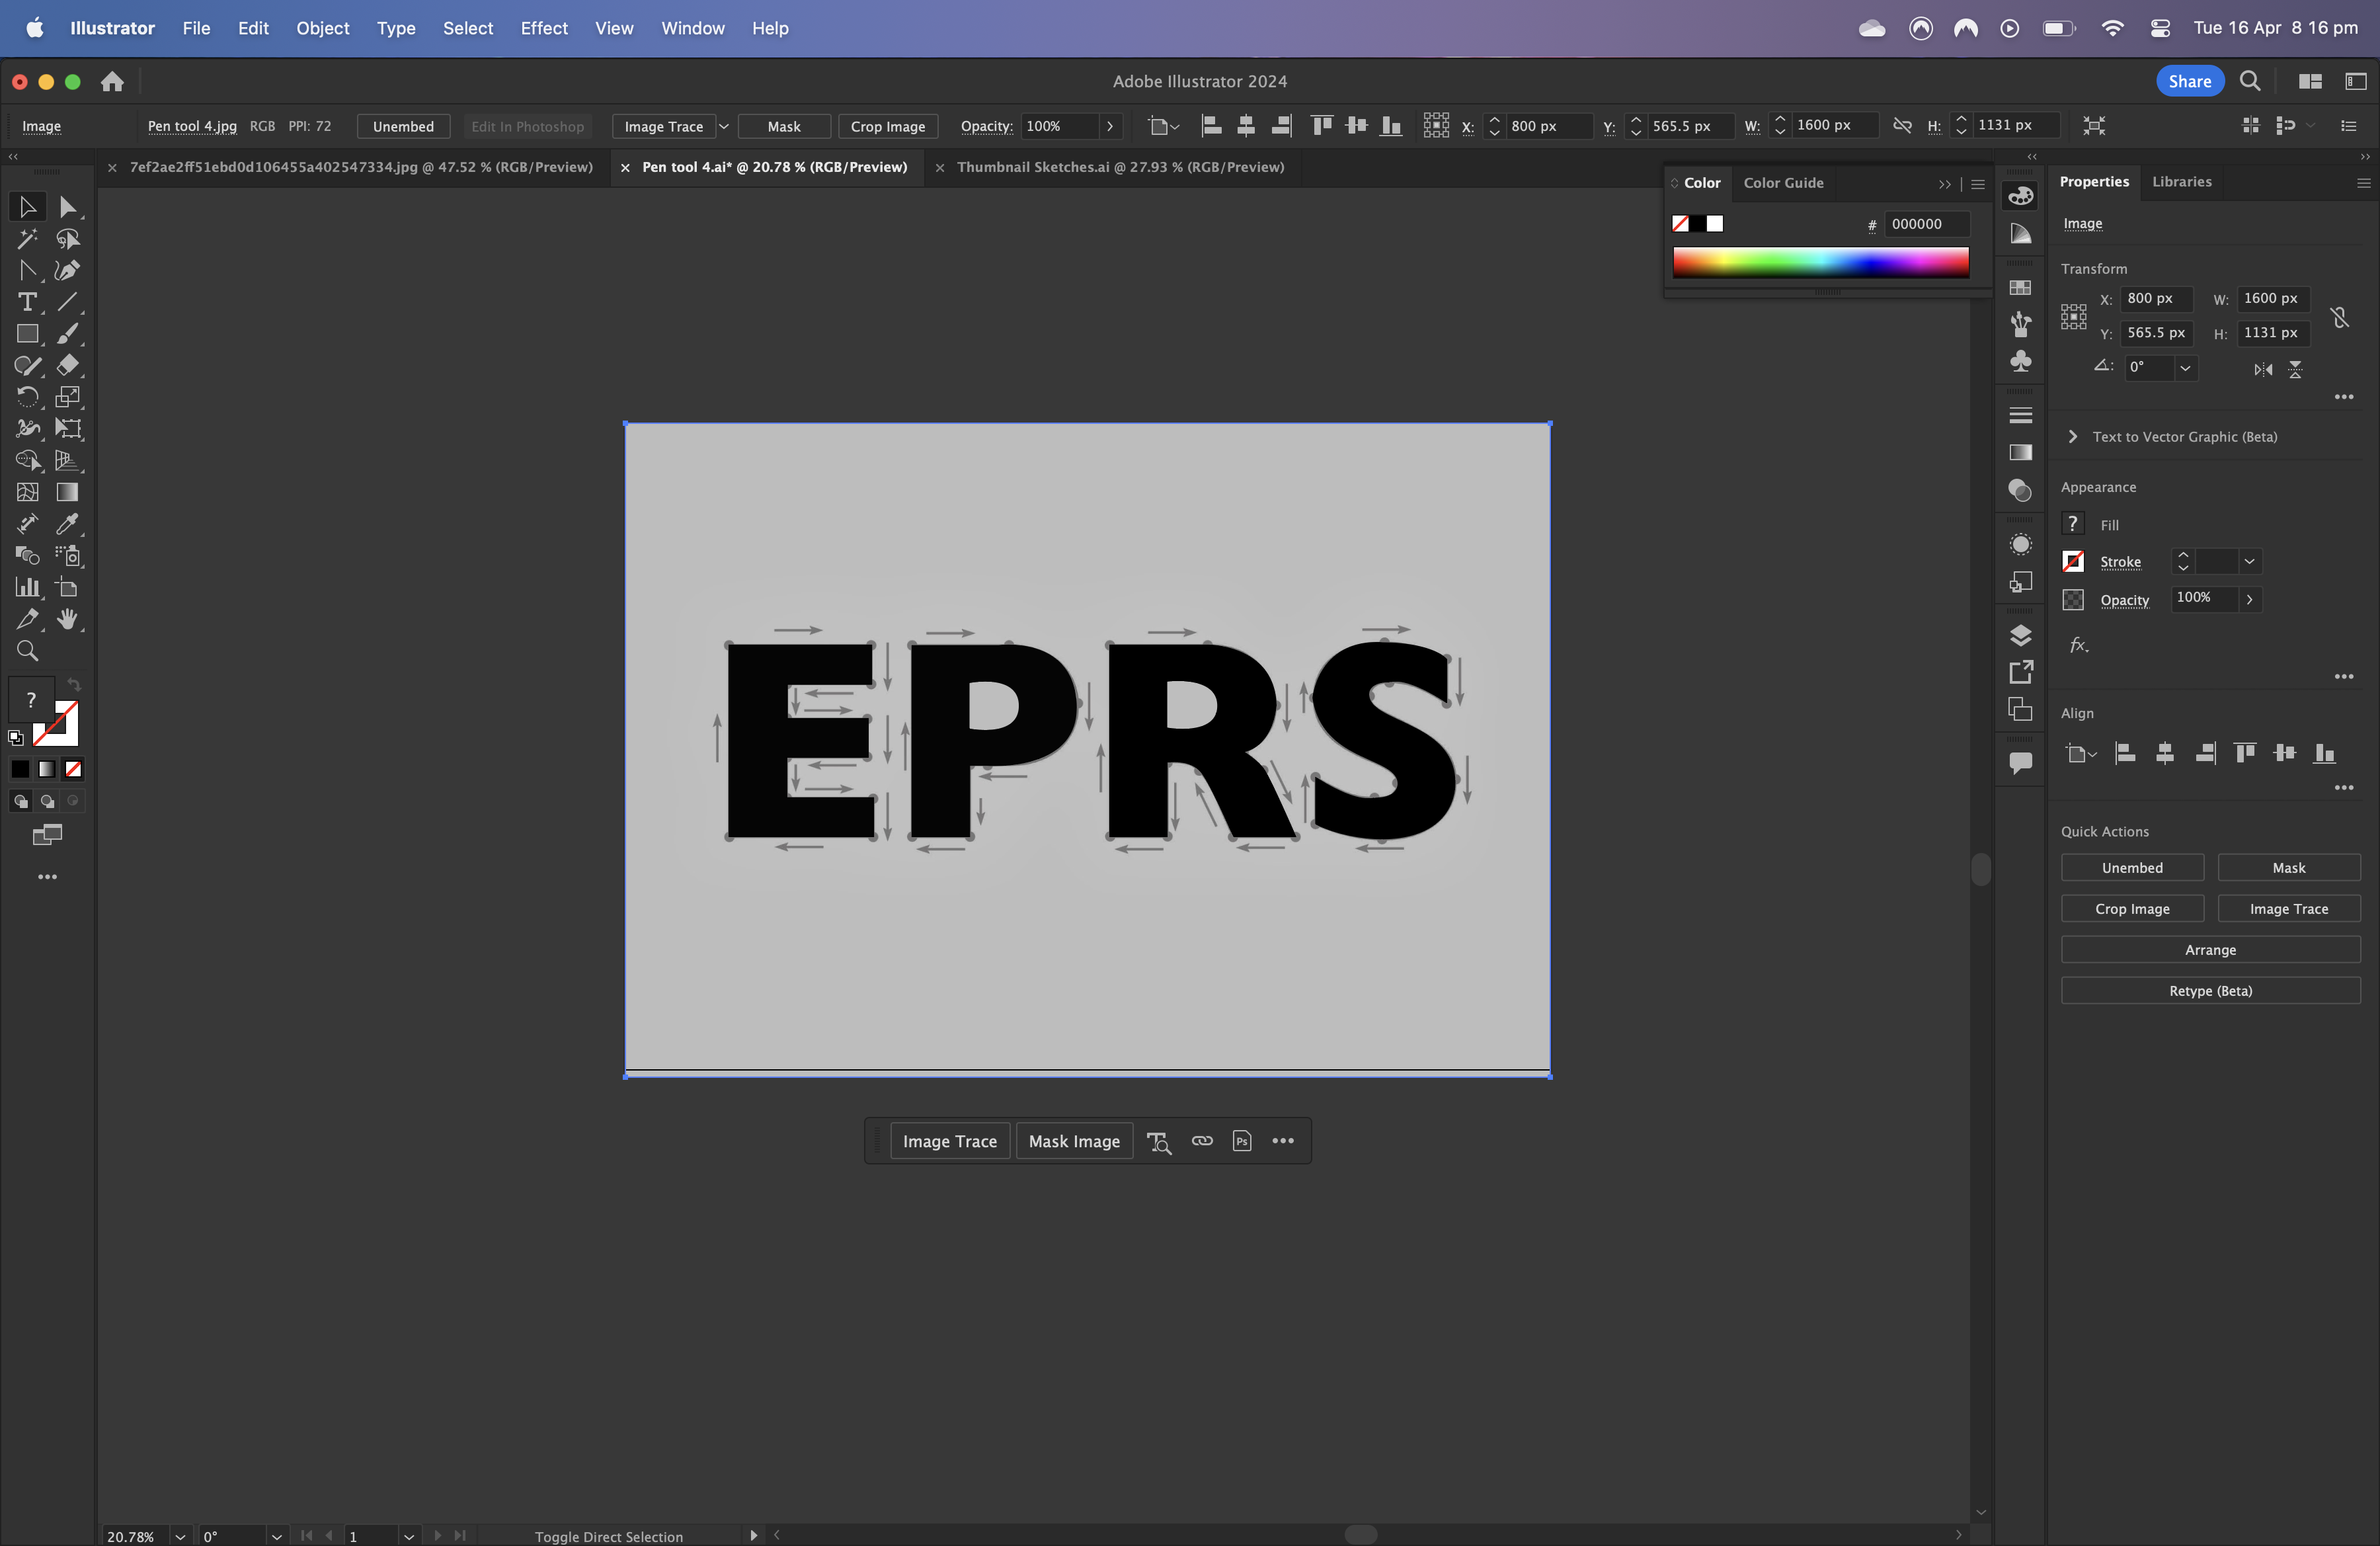 Illustrator File Edit Object Type Select Effect View Window Help Tue 16 Apr 8 16 pm
Adobe Illustrator 2024 Share
Image Pen tool 4.jpg RGB PPI: 72 Unembed Edit In Photoshop Image Trace Mask Crop Image Opacity: 100% X: 800 px Y: 565.5 px W: 1600 px H: 1131 px
7ef2ae2ff51ebd0d106455a402547334.jpg @ 47.52 % (RGB/Preview) Pen tool 4.ai* @ 20.78 % (RGB/Preview) Thumbnail Sketches.ai @ 27.93 % (RGB/Preview)
Color Color Guide
# 000000
Properties Libraries
Image
Transform
X: 800 px W: 1600 px
Y: 565.5 px H: 1131 px
0°
Text to Vector Graphic (Beta)
Appearance
? Fill
Stroke
Opacity 100%
fx
Align
Quick Actions
Unembed Mask
Crop Image Image Trace
Arrange
Retype (Beta)
?
EPRS
Image Trace Mask Image Ps
20.78% 0° 1 Toggle Direct Selection